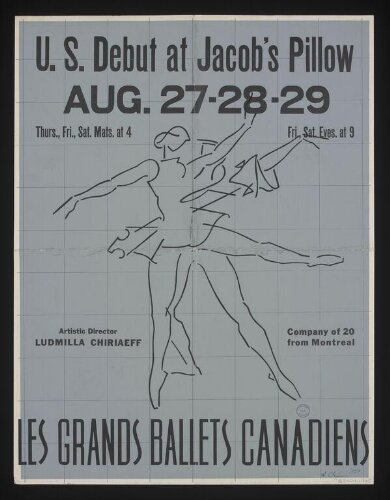 U. S. Debut at Jacob's Pillow
AUG. 27-28-29
Thurs., Fri., Sat. Mats. at 4
Fri. Sat. Eves. at 9
Artistic Director
LUDMILLA CHIRIAEFF
Company of 20
from Montreal
LES GRANDS BALLETS CANADIENS